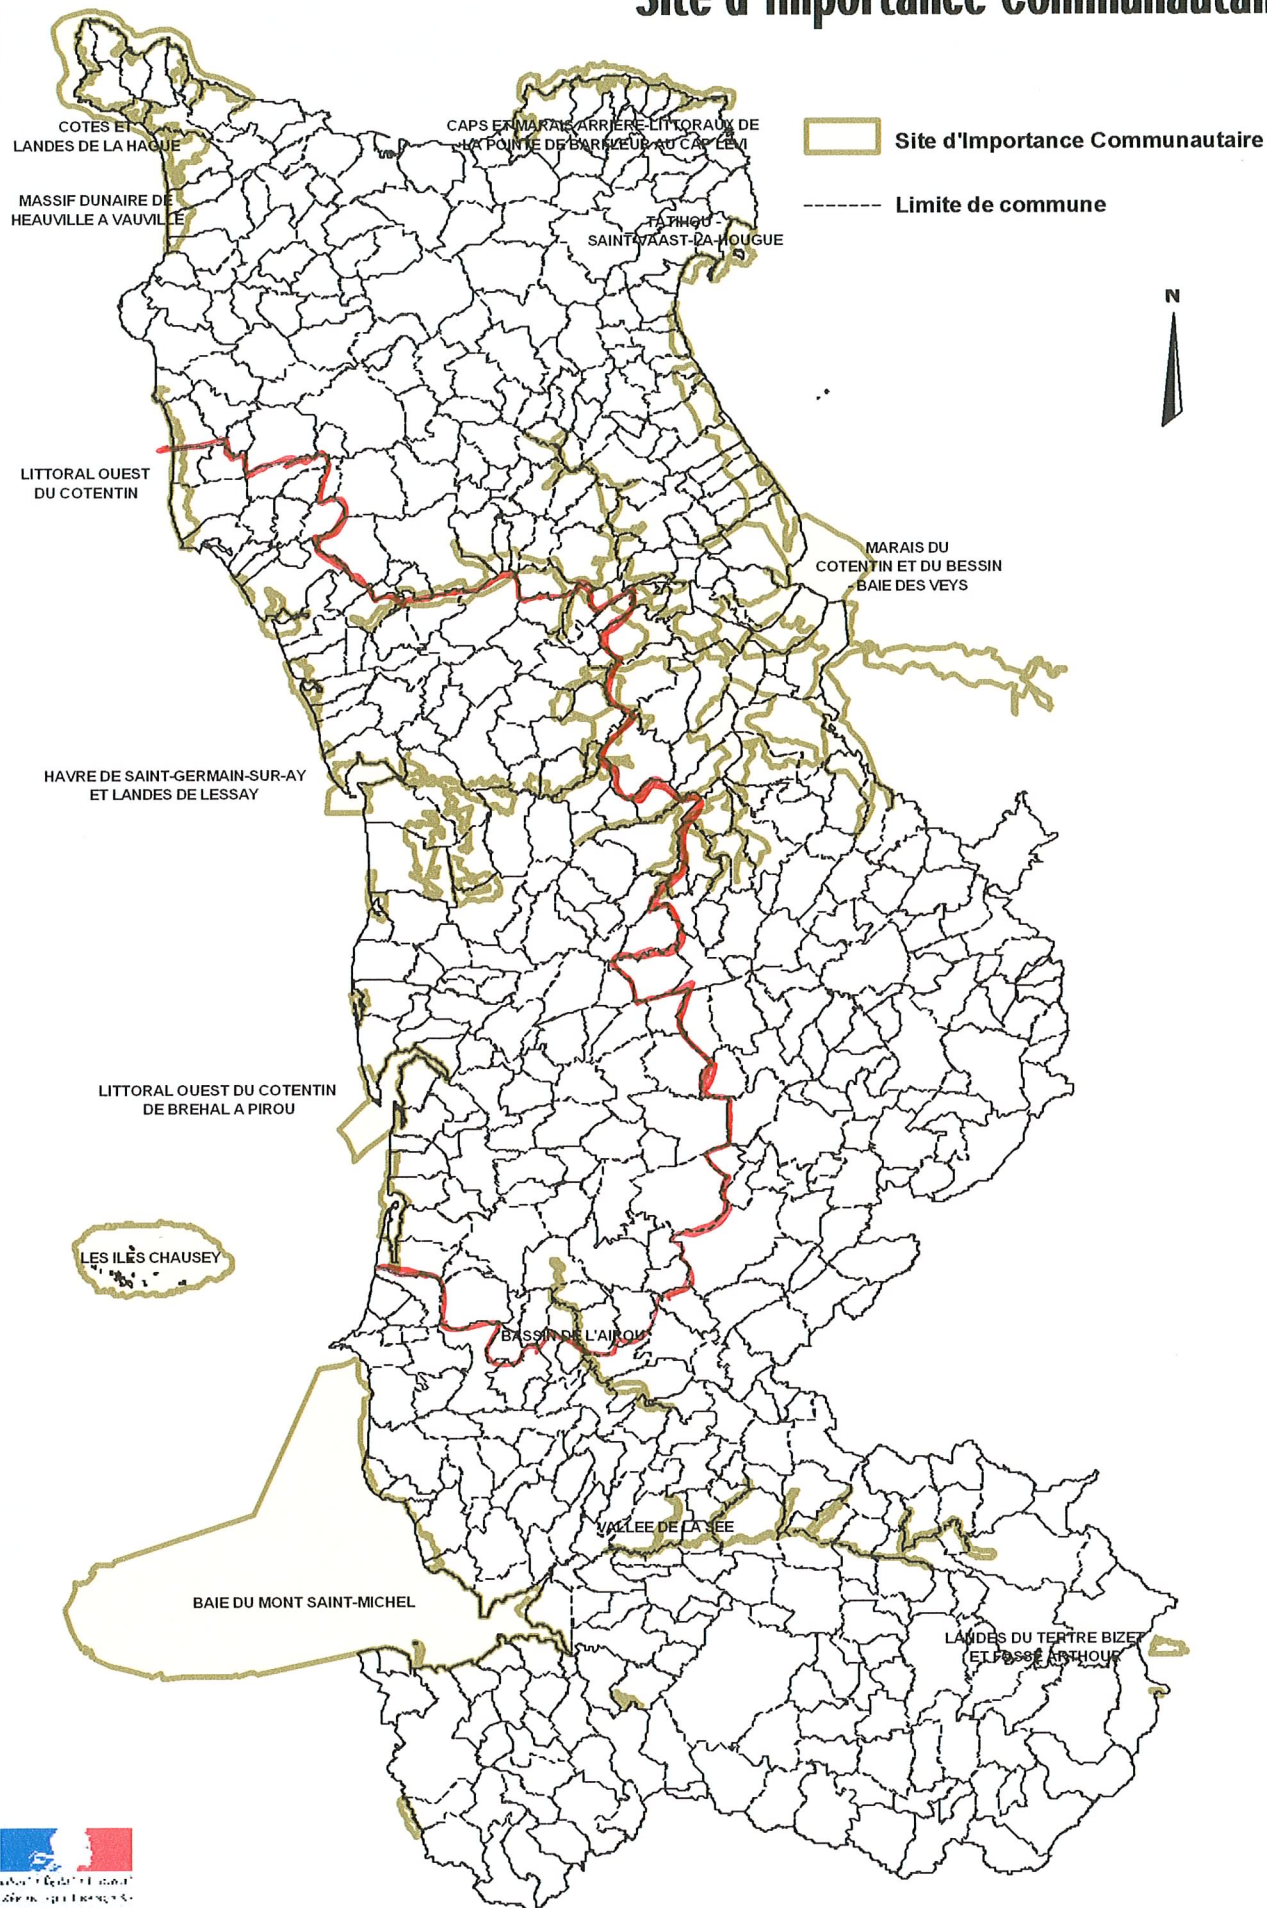 Site d'Importance Communautai
COTES ET
LANDES DE LA HAGUE
CAPS ET MARAIS ARRIERE-LITTORAUX DE
LA POINTE DE BARFLEUR AU CAP LEVI
Site d'Importance Communautaire
MASSIF DUNAIRE DE
HEAUVILLE A VAUVILLE
Limite de commune
TATIHOU -
SAINT-VAAST-LA-HOUGUE
N
LITTORAL OUEST
DU COTENTIN
MARAIS DU
COTENTIN ET DU BESSIN
- BAIE DES VEYS
HAVRE DE SAINT-GERMAIN-SUR-AY
ET LANDES DE LESSAY
LITTORAL OUEST DU COTENTIN
DE BREHAL A PIROU
LES ILES CHAUSEY
BASSIN DE L'AIROU
VALLEE DE LA SEE
BAIE DU MONT SAINT-MICHEL
LANDES DU TERTRE BIZET
ET FOSSE ARTHOUR